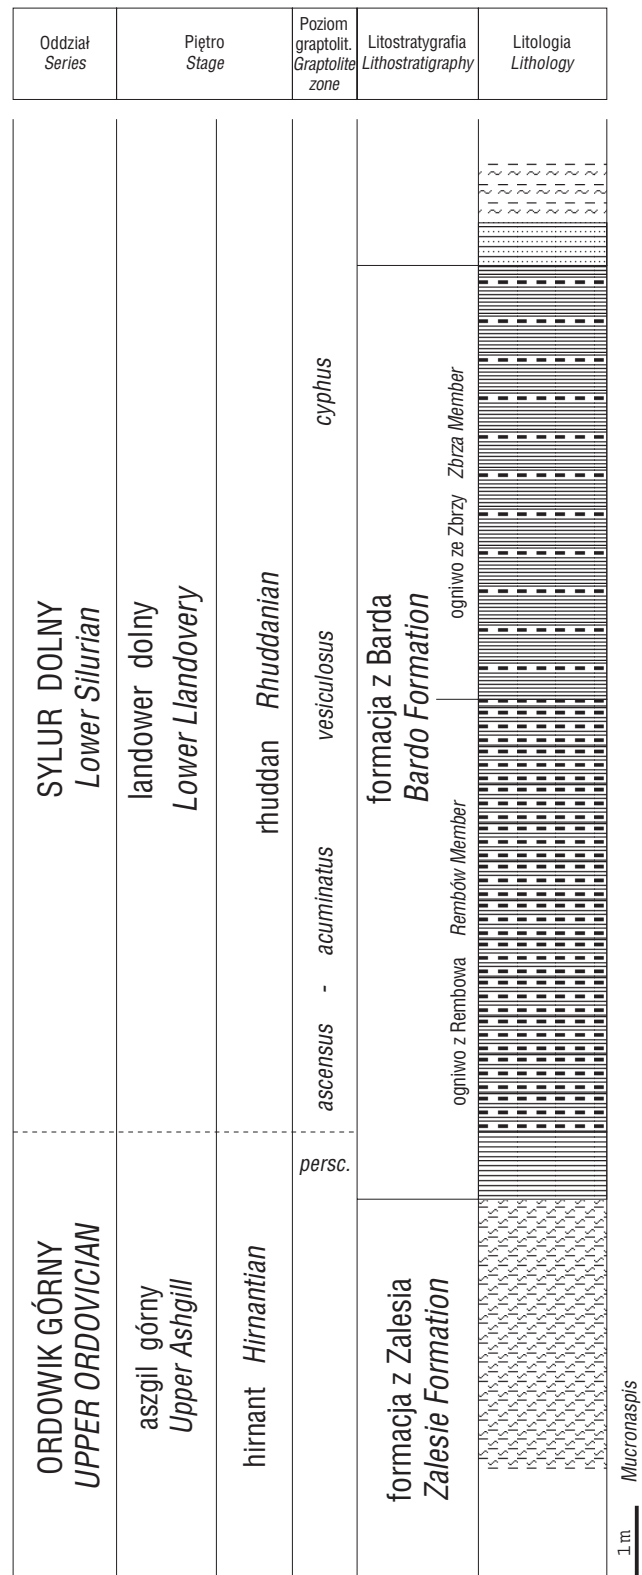 Oddział
Series
Piętro
Stage
Poziom
graptolit.
Graptolite
zone
Litostratygrafia
Lithostratigraphy
Litologia
Lithology
SYLUR DOLNY
Lower Silurian
landower dolny
Lower Llandovery
rhuddan Rhuddanian
cyphus
vesiculosus
ascensus - acuminatus
persc.
formacja z Barda
Bardo Formation
ogniwo ze Zbrzy Zbrza Member
ogniwo z Rembowa Rembów Member
ORDOWIK GÓRNY
UPPER ORDOVICIAN
aszgil górny
Upper Ashgill
hirnant Hirnantian
formacja z Zalesia
Zalesie Formation
Mucronaspis
1 m